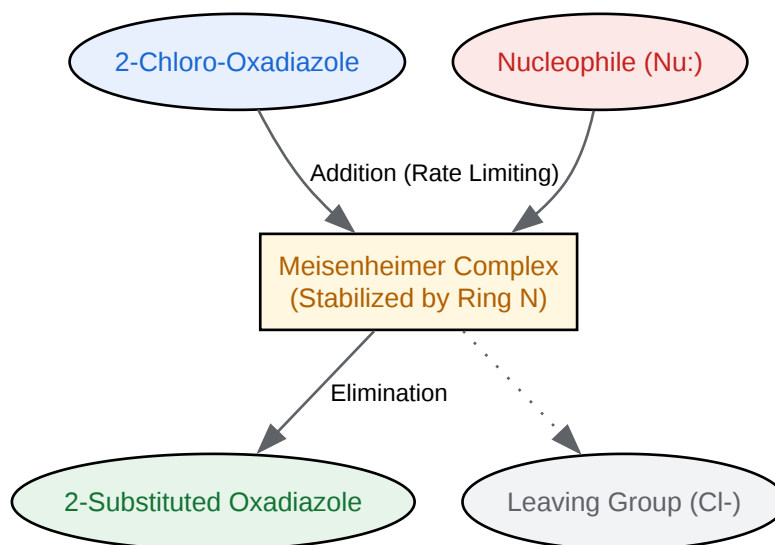 2-Chloro-Oxadiazole
Nucleophile (Nu:)
Addition (Rate Limiting)
Meisenheimer Complex
(Stabilized by Ring N)
Elimination
2-Substituted Oxadiazole
Leaving Group (Cl-)